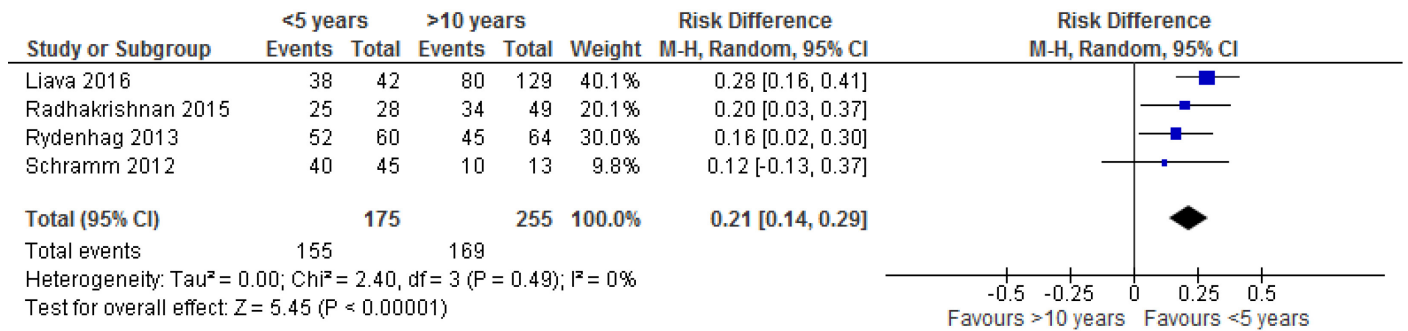 <5 years >10 years Risk Difference Risk Difference
Study or Subgroup Events Total Events Total Weight M-H, Random, 95% CI M-H, Random, 95% CI
Liava 2016 38 42 80 129 40.1% 0.28 [0.16, 0.41]
Radhakrishnan 2015 25 28 34 49 20.1% 0.20 [0.03, 0.37]
Rydenhag 2013 52 60 45 64 30.0% 0.16 [0.02, 0.30]
Schramm 2012 40 45 10 13 9.8% 0.12 [-0.13, 0.37]
Total (95% CI) 175 255 100.0% 0.21 [0.14, 0.29]
Total events 155 169
Heterogeneity: Tau² = 0.00; Chi² = 2.40, df = 3 (P = 0.49); I² = 0%
Test for overall effect: Z = 5.45 (P < 0.00001)
-0.5 -0.25 0 0.25 0.5
Favours >10 years Favours <5 years